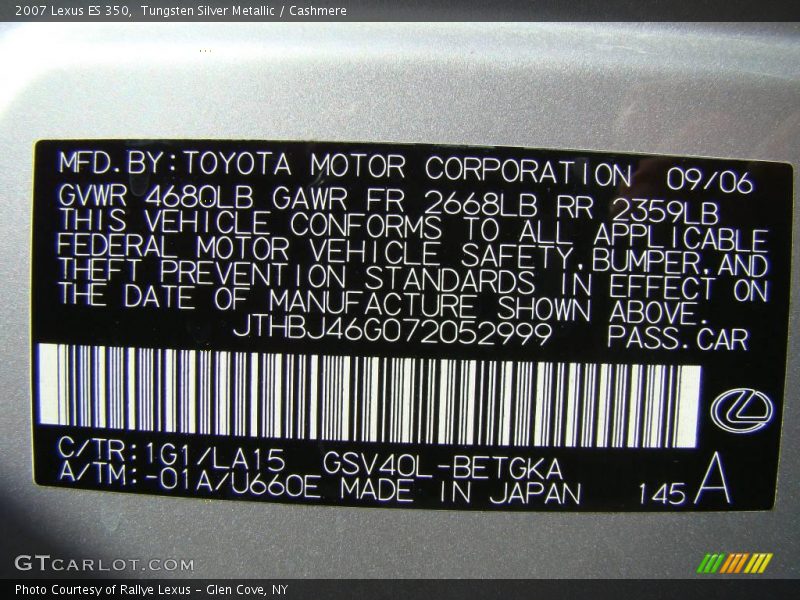 2007 Lexus ES 350,  Tungsten Silver Metallic / Cashmere
MFD.BY:TOYOTA MOTOR CORPORATION 09/06
GVWR 4680LB GAWR FR 2668LB RR 2359LB
THIS VEHICLE CONFORMS TO ALL APPLICABLE
FEDERAL MOTOR VEHICLE SAFETY,BUMPER,AND
THEFT PREVENTION STANDARDS IN EFFECT ON
THE DATE OF MANUFACTURE SHOWN ABOVE.
JTHBJ46G072052999 PASS.CAR
C/TR:1G1/LA15 GSV40L-BETGKA
A/TM:-01A/U660E MADE IN JAPAN 145 A
GTCARLOT.COM
Photo Courtesy of Rallye Lexus - Glen Cove, NY